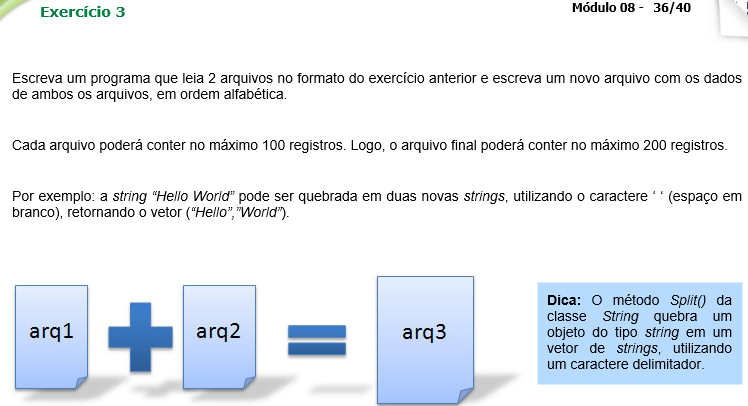 Exercício 3
Módulo 08 - 36/40
Escreva um programa que leia 2 arquivos no formato do exercício anterior e escreva um novo arquivo com os dados
de ambos os arquivos, em ordem alfabética.
Cada arquivo poderá conter no máximo 100 registros. Logo, o arquivo final poderá conter no máximo 200 registros.
Por exemplo: a string “Hello World” pode ser quebrada em duas novas strings, utilizando o caractere ‘ ‘ (espaço em
branco), retornando o vetor (“Hello”,”World”).
arq1
arq2
arq3
Dica: O método Split() da
classe String quebra um
objeto do tipo string em um
vetor de strings, utilizando
um caractere delimitador.